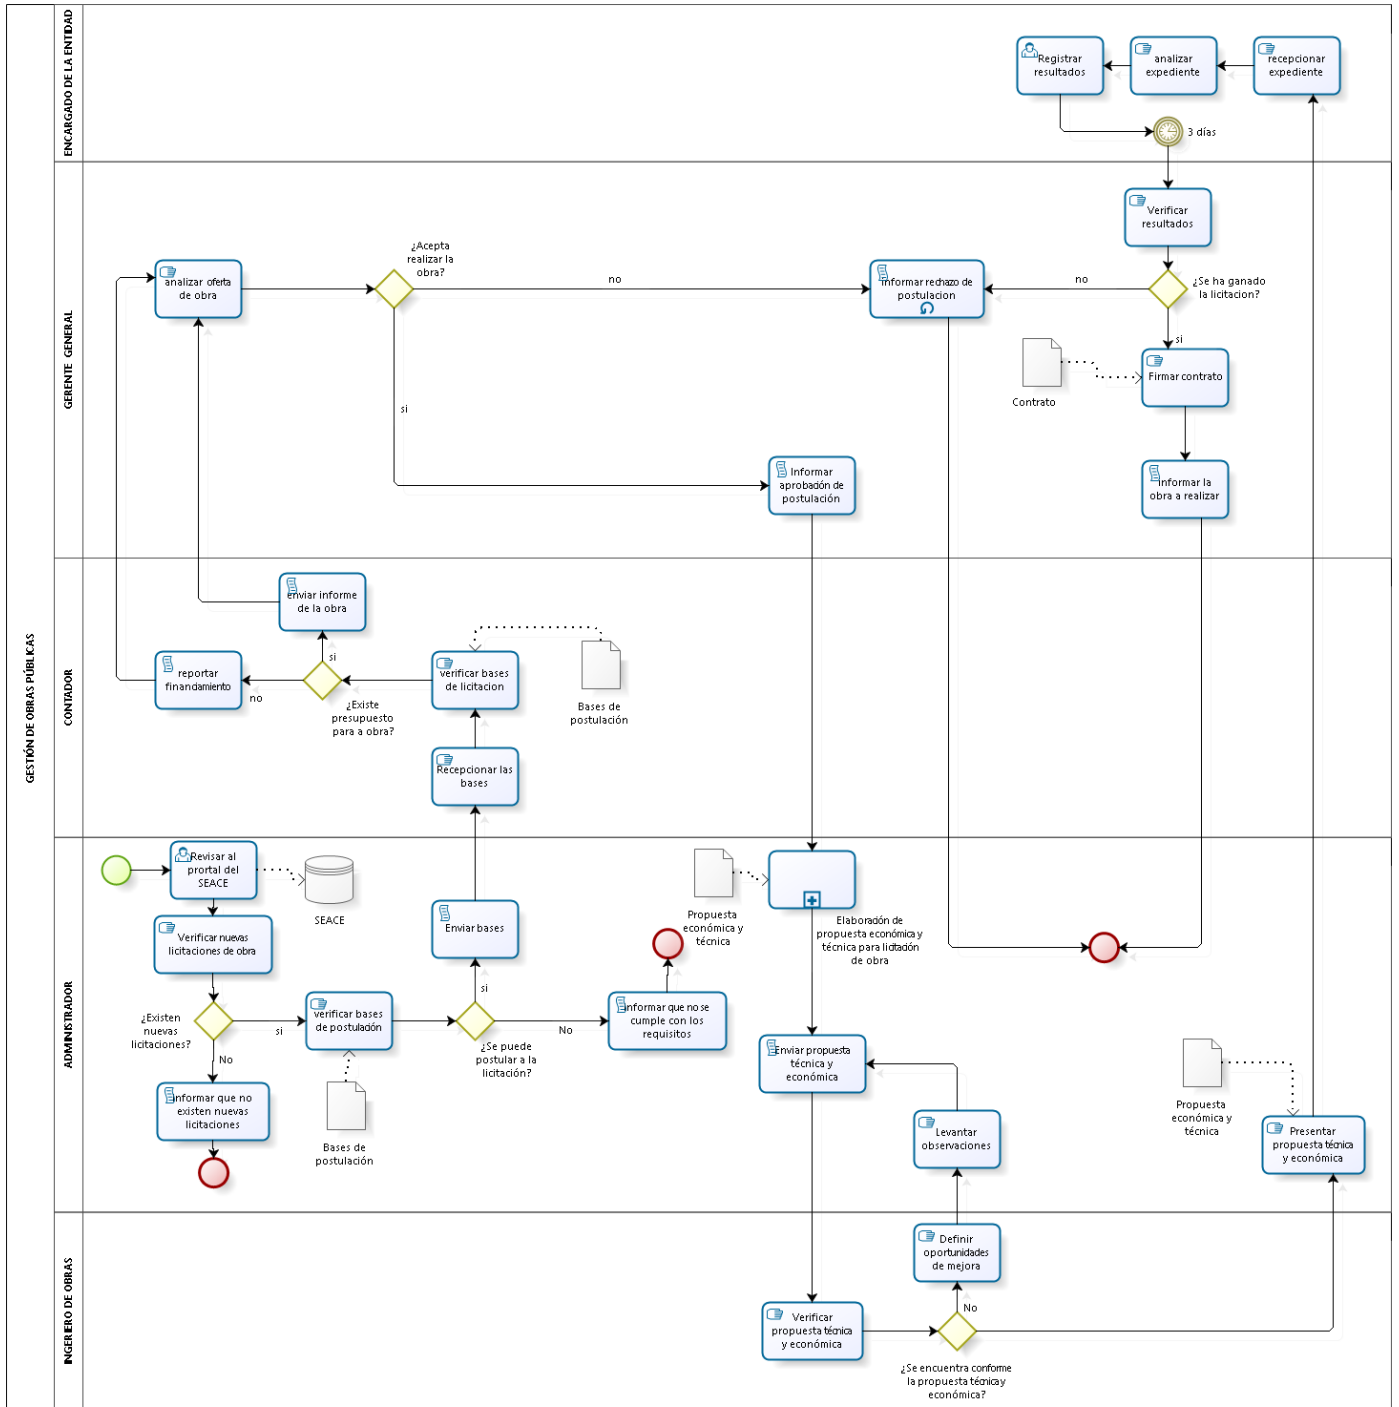 GESTIÓN DE OBRAS PÚBLICAS
ENCARGADO DE LA ENTIDAD
Registrar
resultados
analizar
expediente
recepcionar
expediente
3 días
GERENTE GENERAL
Verificar
resultados
analizar oferta
de obra
¿Acepta
realizar la
obra?
no
Informar rechazo de
postulacion
no
¿Se ha ganado
la licitacion?
si
Contrato
Firmar contrato
si
Informar
aprobación de
postulación
Informar la
obra a realizar
CONTADOR
enviar informe
de la obra
si
reportar
financiamiento
no
¿Existe
presupuesto
para a obra?
verificar bases
de licitacion
Bases de
postulación
Recepcionar las
bases
ADMINISTRADOR
Revisar al
prortal del
SEACE
SEACE
Verificar nuevas
licitaciones de obra
¿Existen
nuevas
licitaciones?
si
No
Informar que no
existen nuevas
licitaciones
verificar bases
de postulación
Bases de
postulación
Enviar bases
si
¿Se puede
postular a la
licitación?
No
informar que no se
cumple con los
requisitos
Propuesta
económica y
técnica
Elaboración de
propuesta económica y
técnica para licitación
de obra
Enviar propuesta
técnica y
económica
Levantar
observaciones
Propuesta
económica y
técnica
Presentar
propuesta técnica
y económica
INGERIERO DE OBRAS
Definir
oportunidades
de mejora
No
Verificar
propuesta técnica
y económica
¿Se encuentra conforme
la propuesta técnica y
económica?